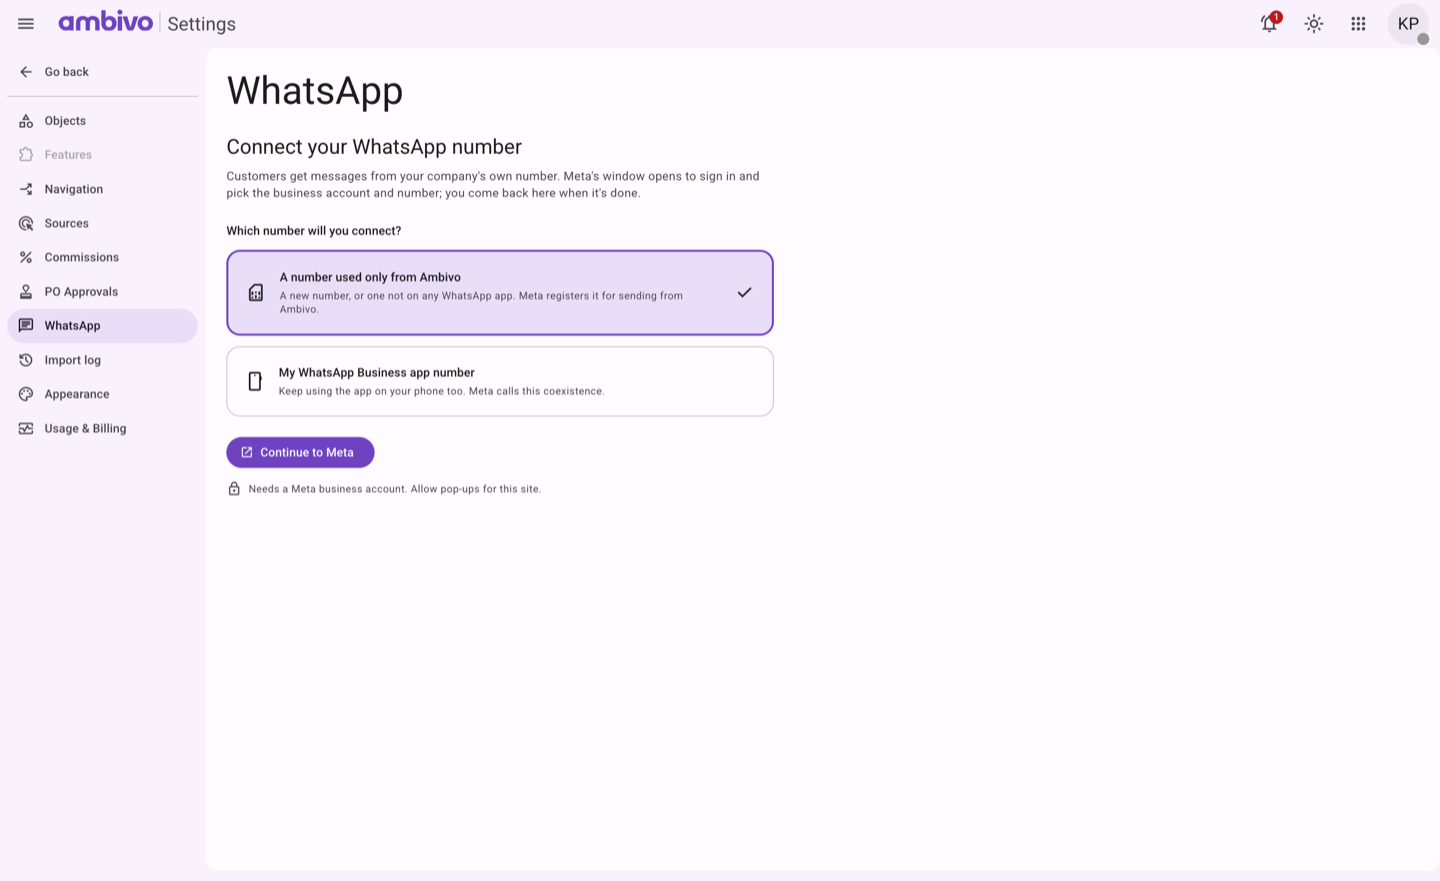 ambivo
Settings
1
KP
Go back
Objects
Features
Navigation
Sources
Commissions
PO Approvals
WhatsApp
Import log
Appearance
Usage & Billing
WhatsApp
Connect your WhatsApp number
Customers get messages from your company's own number. Meta's window opens to sign in and
pick the business account and number; you come back here when it's done.
Which number will you connect?
A number used only from Ambivo
A new number, or one not on any WhatsApp app. Meta registers it for sending from
Ambivo.
My WhatsApp Business app number
Keep using the app on your phone too. Meta calls this coexistence.
Continue to Meta
Needs a Meta business account. Allow pop-ups for this site.